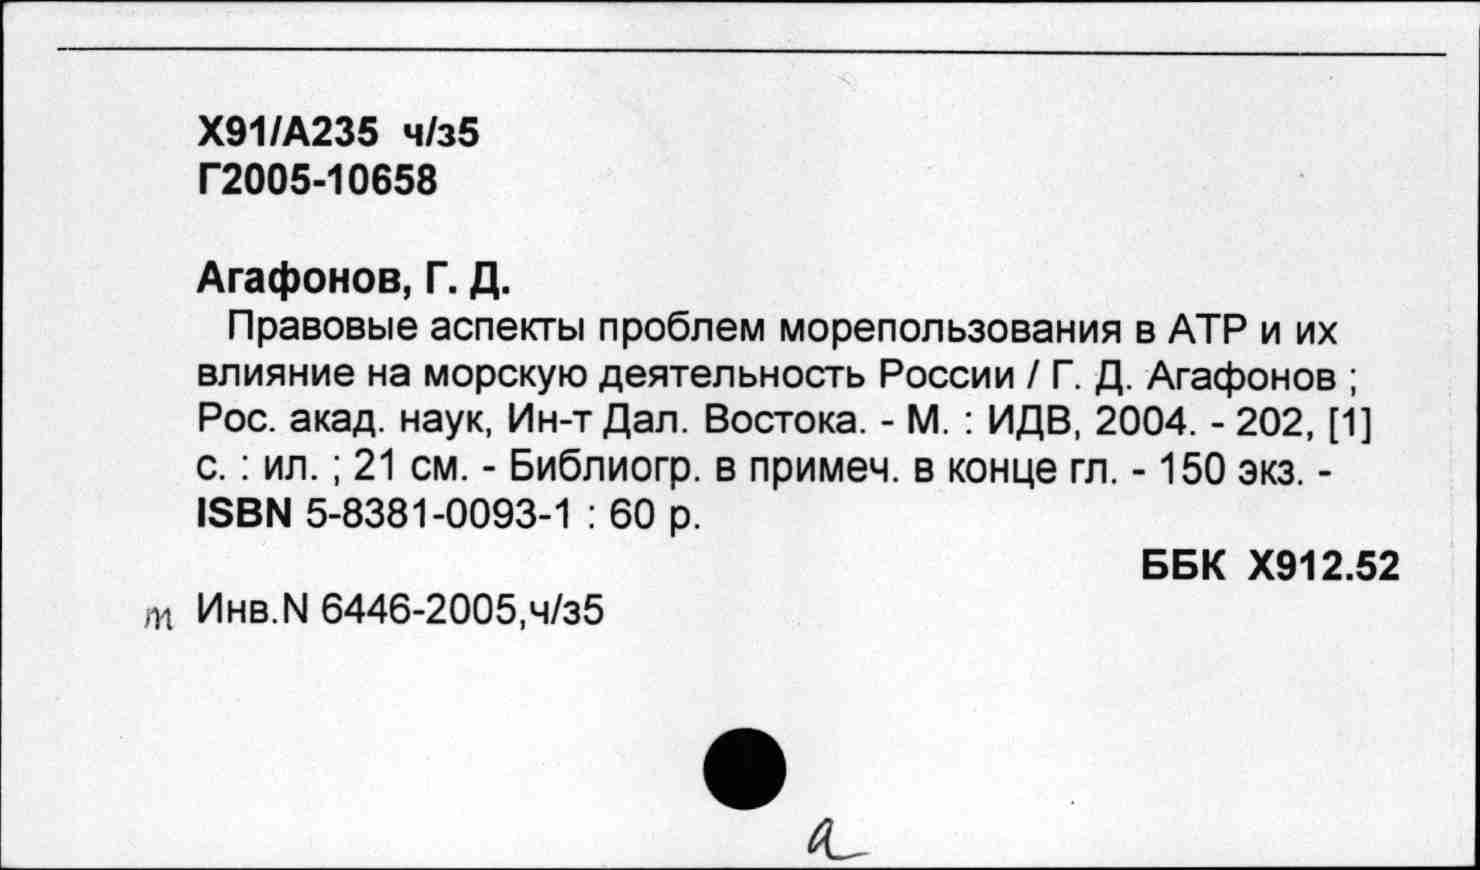 Х91/А235 ч/з5
Г2005-10658
Агафонов, Г. Д.
Правовые аспекты проблем морепользования в АТР и их
влияние на морскую деятельность России / Г. Д. Агафонов ;
Рос. акад. наук, Ин-т Дал. Востока. - М. : ИДВ, 2004. - 202, [1]
с. : ил. ; 21 см. - Библиогр. в примеч. в конце гл. - 150 экз. -
ISBN 5-8381-0093-1 : 60 р.
ББК Х912.52
т Инв.N 6446-2005,ч/з5
а